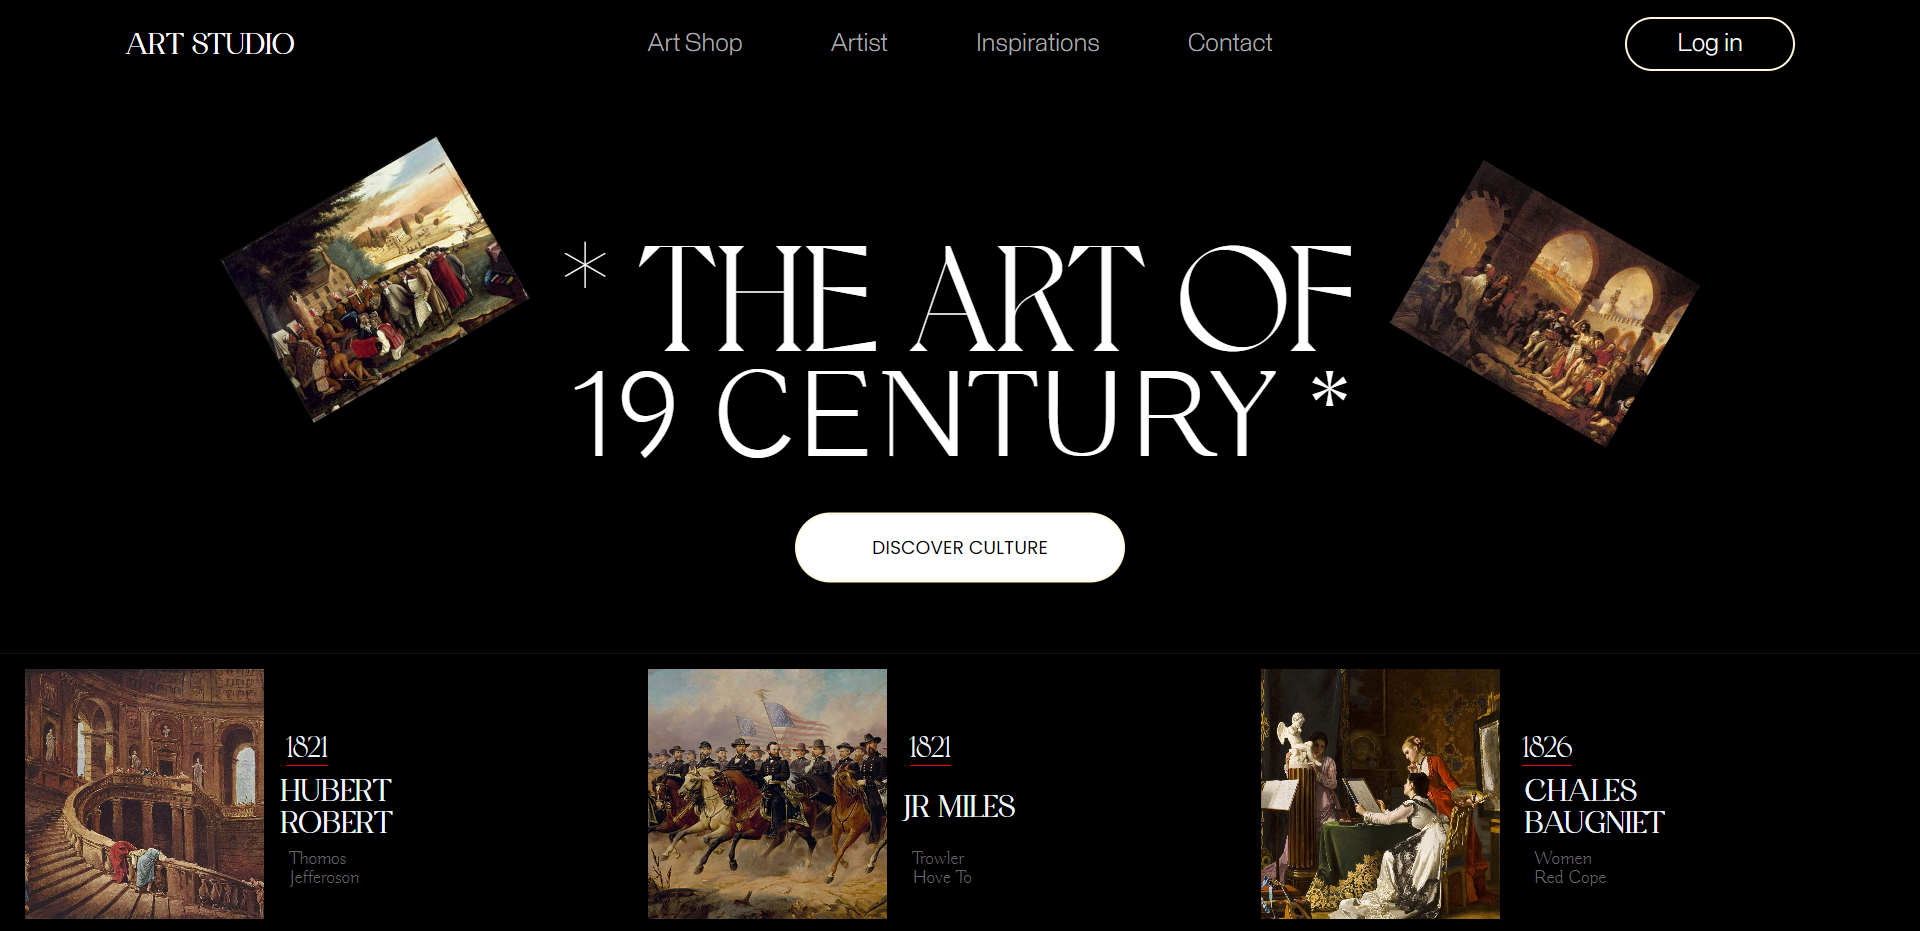 ART STUDIO
Art Shop
Artist
Inspirations
Contact
Log in
* THE ART OF
19 CENTURY *
DISCOVER CULTURE
1821
HUBERT
ROBERT
Thomos
Jefferoson
1821
JR MILES
Trowler
Hove To
1826
CHALES
BAUGNIET
Women
Red Cope